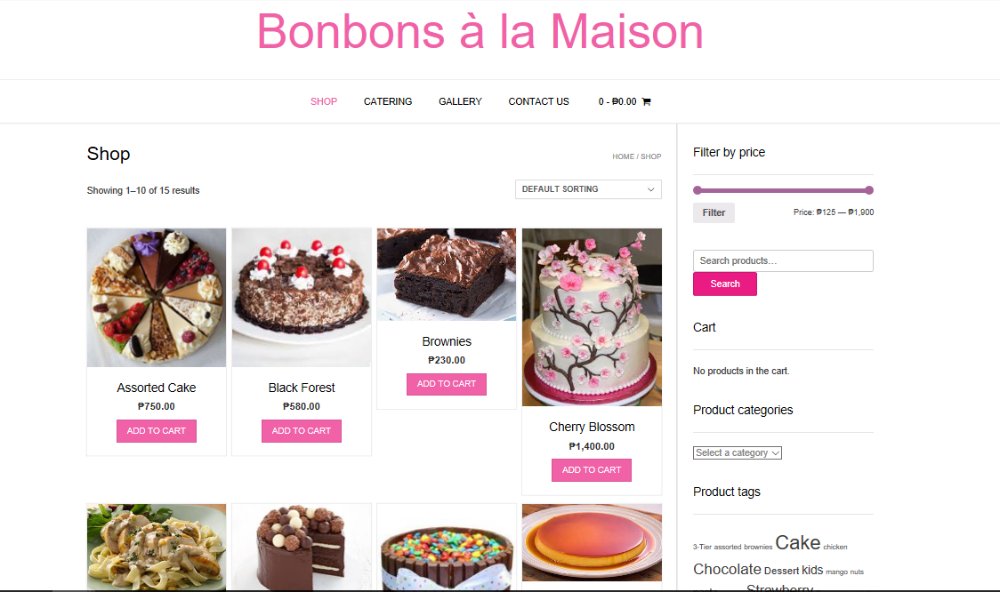 Bonbons à la Maison
SHOP CATERING GALLERY CONTACT US 0 - ₱0.00
Shop
HOME / SHOP
Showing 1–10 of 15 results
DEFAULT SORTING
Assorted Cake
₱750.00
ADD TO CART
Black Forest
₱580.00
ADD TO CART
Brownies
₱230.00
ADD TO CART
Cherry Blossom
₱1,400.00
ADD TO CART
Filter by price
Filter
Price: ₱125 — ₱1,900
Search products…
Search
Cart
No products in the cart.
Product categories
Select a category
Product tags
3-Tier assorted brownies Cake chicken
Chocolate Dessert kids mango nuts
Strawberry